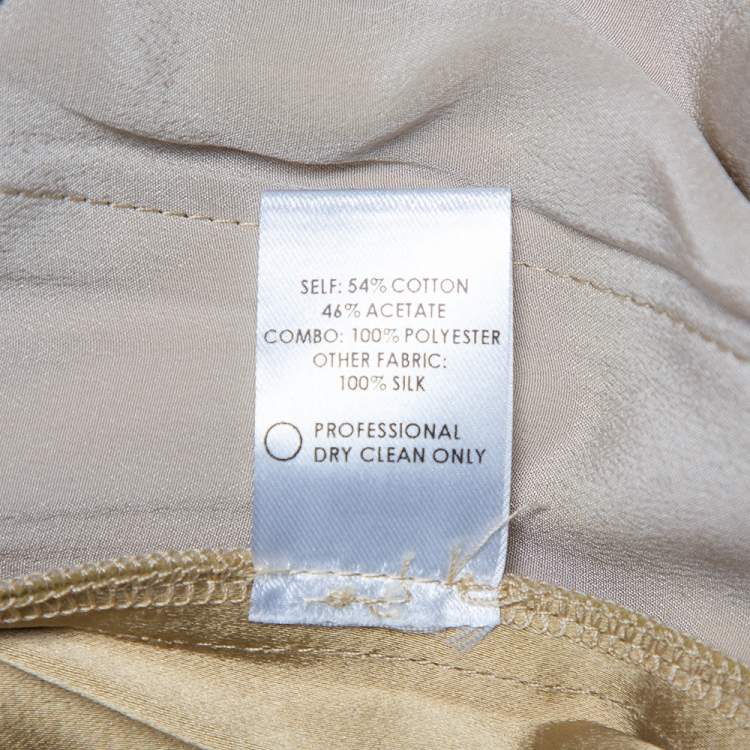 SELF: 54% COTTON
46% ACETATE
COMBO: 100% POLYESTER
OTHER FABRIC:
100% SILK
PROFESSIONAL
DRY CLEAN ONLY